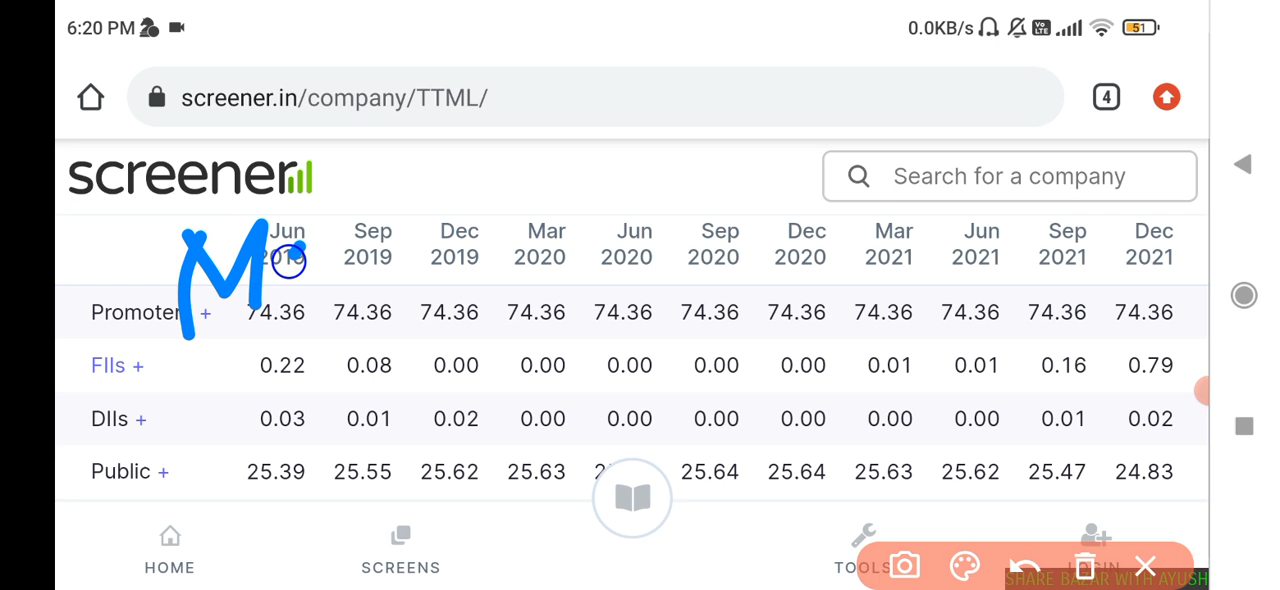 6:20 PM 0.0KB/s Vo LTE 51
screener.in/company/TTML/ 4
screener Search for a company
Jun Sep Dec Mar Jun Sep Dec Mar Jun Sep Dec
2019 2019 2019 2020 2020 2020 2020 2021 2021 2021 2021
M
Promoters + 74.36 74.36 74.36 74.36 74.36 74.36 74.36 74.36 74.36 74.36 74.36
FIIs + 0.22 0.08 0.00 0.00 0.00 0.00 0.00 0.01 0.01 0.16 0.79
DIIs + 0.03 0.01 0.02 0.00 0.00 0.00 0.00 0.00 0.00 0.01 0.02
Public + 25.39 25.55 25.62 25.63 25.64 25.64 25.63 25.62 25.47 24.83
HOME SCREENS TOOLS LOGIN
SHARE BAZAR WITH AYUSH